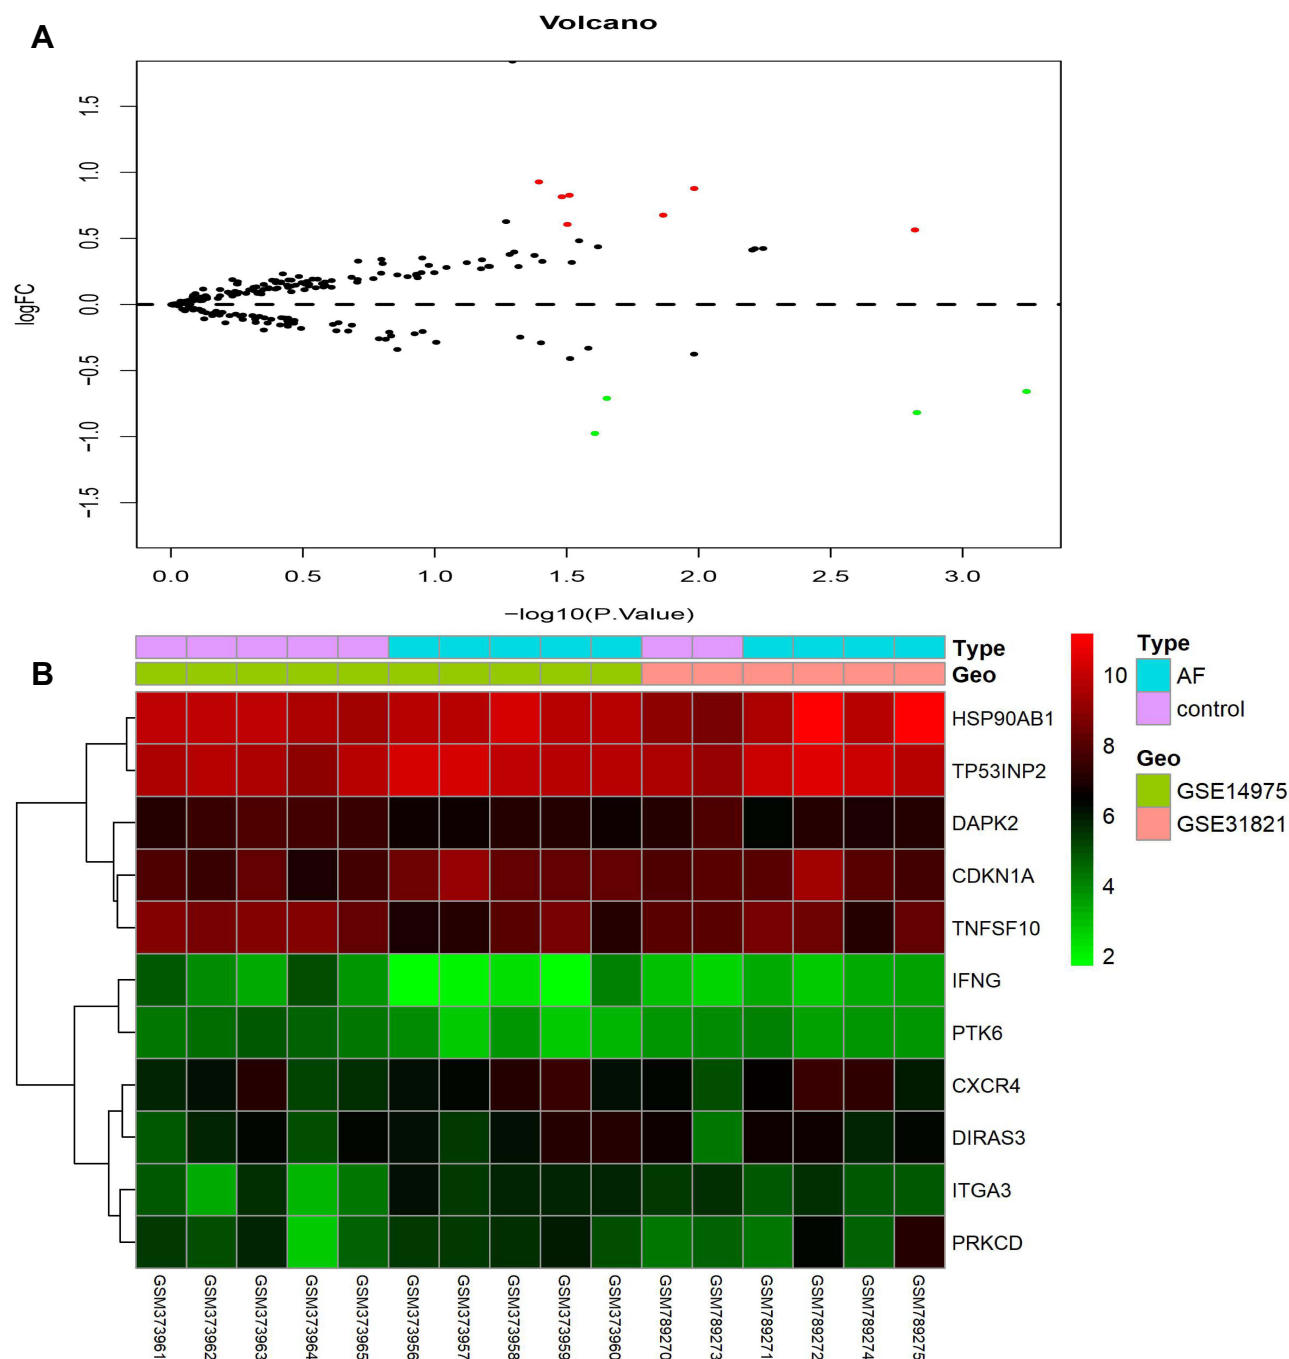 A
Volcano
logFC
1.5
1.0
0.5
0.0
−0.5
−1.0
−1.5
0.0 0.5 1.0 1.5 2.0 2.5 3.0
−log10(P.Value)
B
Type
Geo
HSP90AB1
TP53INP2
DAPK2
CDKN1A
TNFSF10
IFNG
PTK6
CXCR4
DIRAS3
ITGA3
PRKCD
10
8
6
4
2
Type
AF
control
Geo
GSE14975
GSE31821
GSM373961
GSM373962
GSM373963
GSM373964
GSM373965
GSM373956
GSM373957
GSM373958
GSM373959
GSM373960
GSM789270
GSM789273
GSM789271
GSM789272
GSM789274
GSM789275